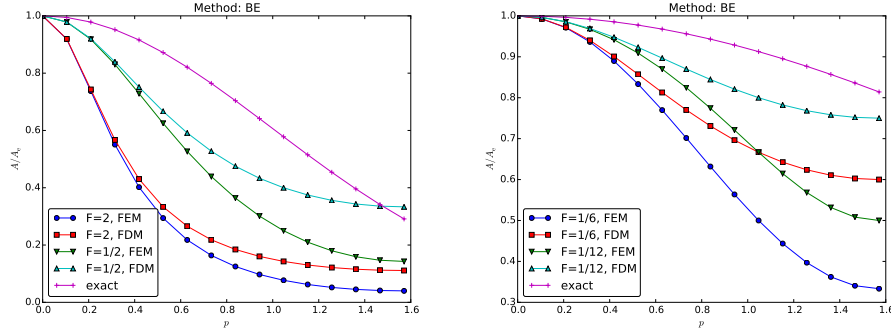 Method: BE
1.0
0.8
0.6
0.4
0.2
0.0
A/A_e
F=2, FEM
F=2, FDM
F=1/2, FEM
F=1/2, FDM
exact
0.0 0.2 0.4 0.6 0.8 1.0 1.2 1.4 1.6
p
Method: BE
1.0
0.9
0.8
0.7
0.6
0.5
0.4
0.3
A/A_e
F=1/6, FEM
F=1/6, FDM
F=1/12, FEM
F=1/12, FDM
exact
0.0 0.2 0.4 0.6 0.8 1.0 1.2 1.4 1.6
p